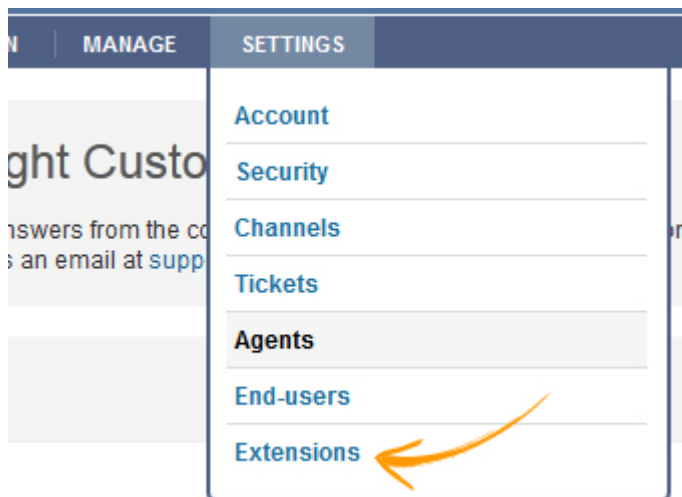 N MANAGE SETTINGS
Account
ght Custo
Security
nswers from the co
Channels
s an email at supp
Tickets
Agents
End-users
Extensions